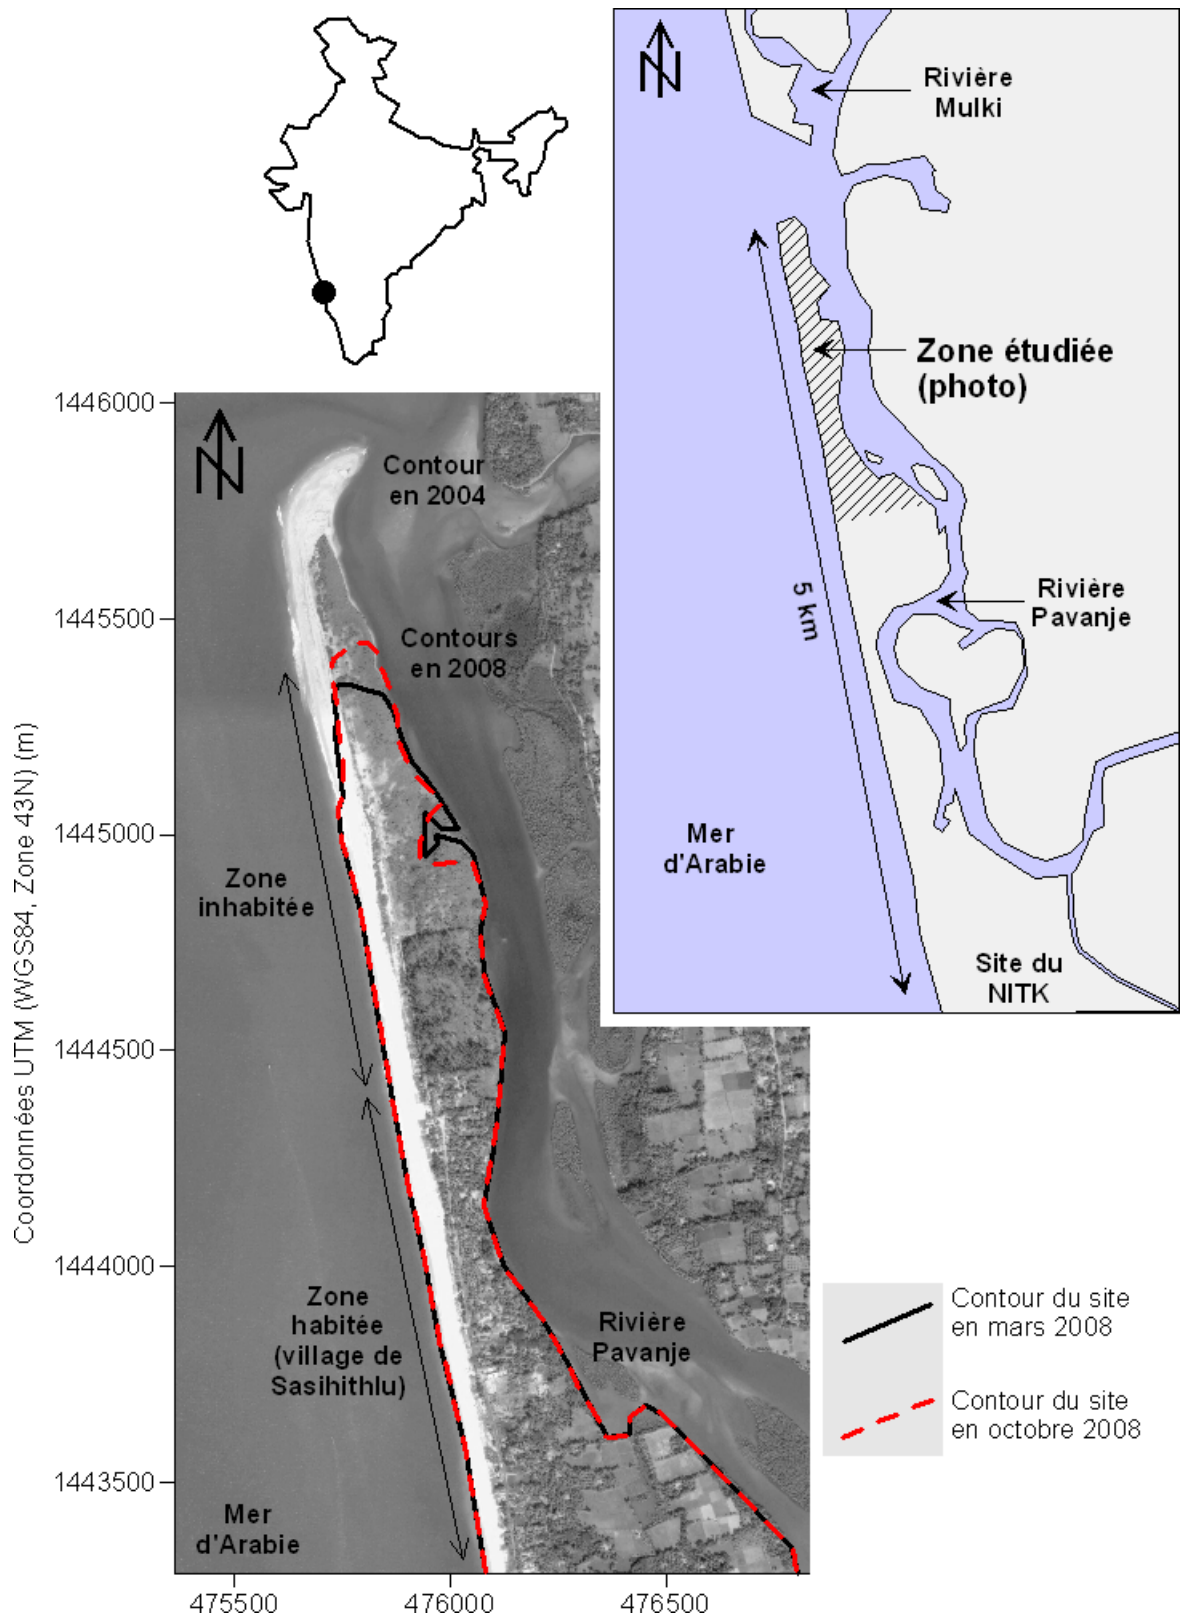 N
Rivière
Mulki
Zone étudiée
(photo)
5 km
Rivière
Pavanje
Mer
d'Arabie
Site du
NITK
Coordonnées UTM (WGS84, Zone 43N) (m)
1446000
1445500
1445000
1444500
1444000
1443500
475500
476000
476500
N
Contour
en 2004
Contours
en 2008
Zone
inhabitée
Zone
habitée
(village de
Sasihithlu)
Rivière
Pavanje
Mer
d'Arabie
Contour du site
en mars 2008
Contour du site
en octobre 2008